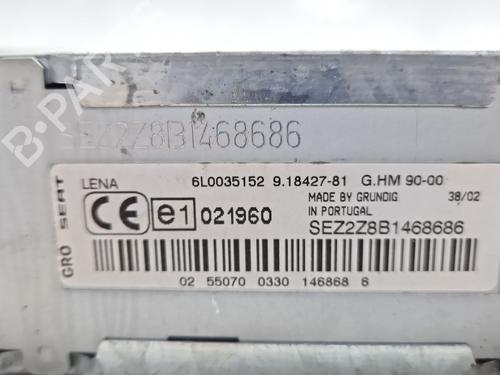 SEZ2Z8B1468686
GRO SEAT
LENA
6L0035152 9.18427-81 G.HM 90-00
CE e1 021960
MADE BY GRUNDIG 38/02
IN PORTUGAL
SEZ2Z8B1468686
02 55070 0330 146868 6